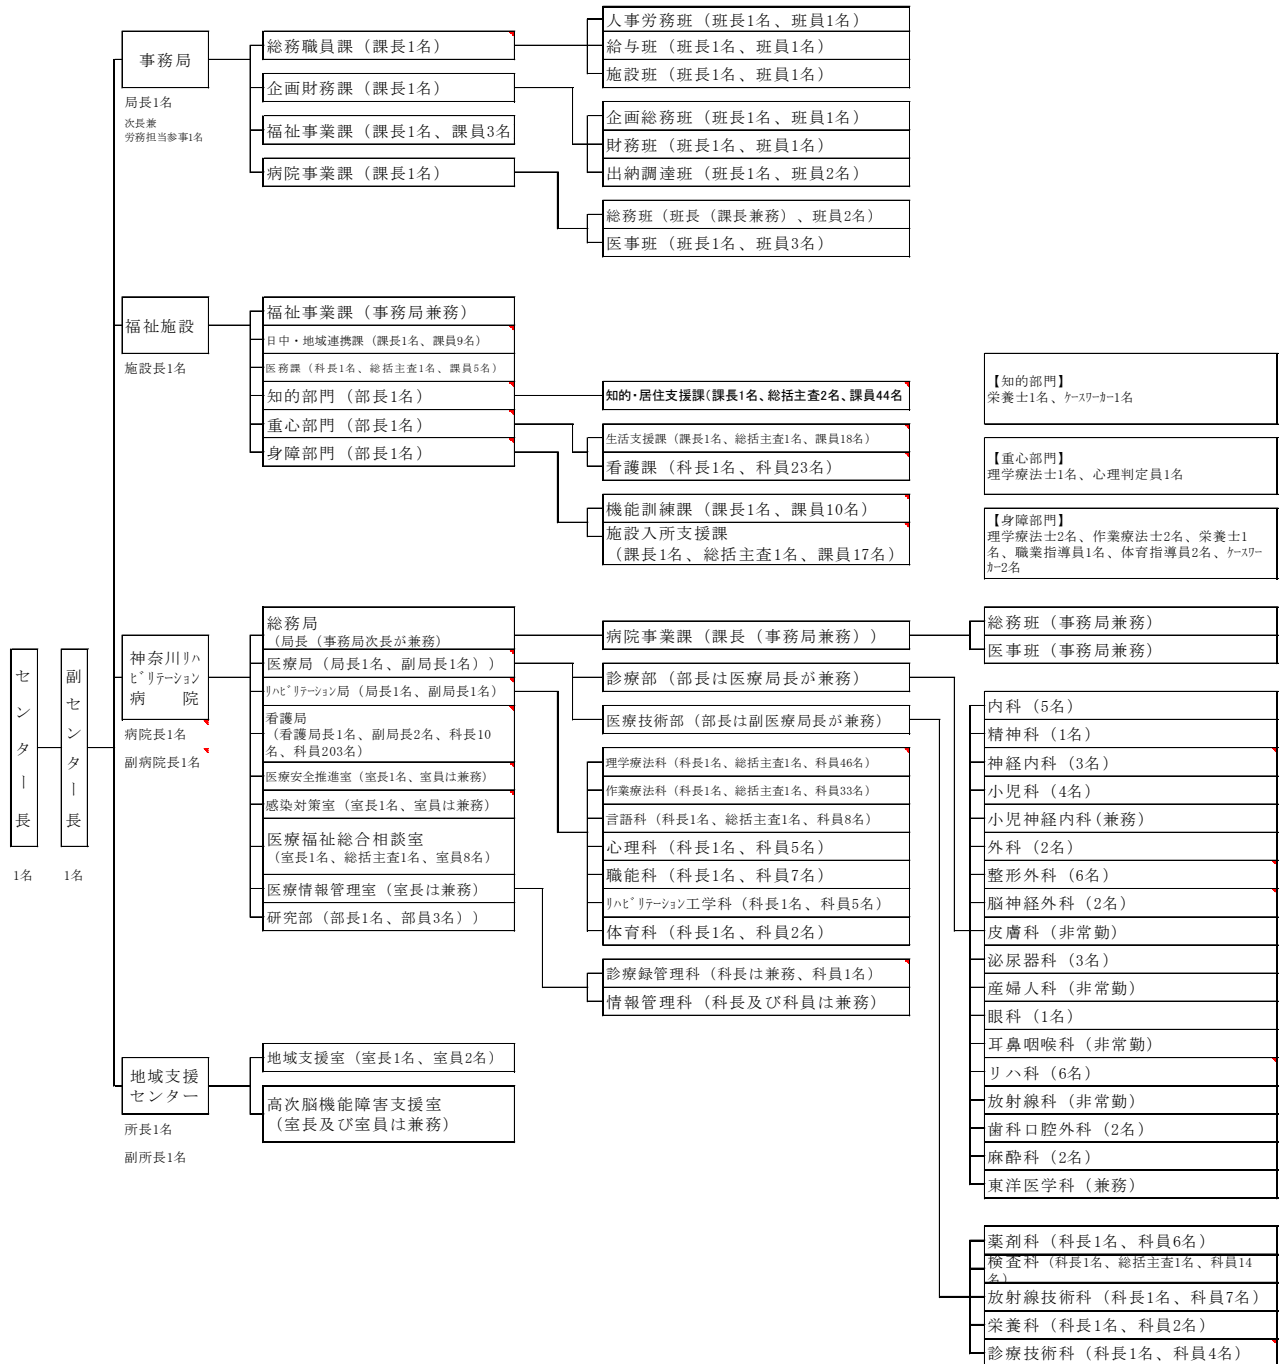 センター長
1名
副センター長
1名
事務局
局長1名
次長兼
労務担当参事1名
総務職員課（課長1名）
企画財務課（課長1名）
福祉事業課（課長1名、課員3名
病院事業課（課長1名）
人事労務班（班長1名、班員1名）
給与班（班長1名、班員1名）
施設班（班長1名、班員1名）
企画総務班（班長1名、班員1名）
財務班（班長1名、班員1名）
出納調達班（班長1名、班員2名）
総務班（班長（課長兼務）、班員2名）
医事班（班長1名、班員3名）
福祉施設
施設長1名
福祉事業課（事務局兼務）
日中・地域連携課（課長1名、課員9名）
医務課（科長1名、総括主査1名、課員5名）
知的部門（部長1名）
重心部門（部長1名）
身障部門（部長1名）
知的・居住支援課（課長1名、総括主査2名、課員44名
生活支援課（課長1名、総括主査1名、課員18名）
看護課（科長1名、科員23名）
機能訓練課（課長1名、課員10名）
施設入所支援課
（課長1名、総括主査1名、課員17名）
【知的部門】
栄養士1名、ｹｰｽﾜｰｶｰ1名
【重心部門】
理学療法士1名、心理判定員1名
【身障部門】
理学療法士2名、作業療法士2名、栄養士1
名、職業指導員1名、体育指導員2名、ｹｰｽﾜｰ
ｶｰ2名
神奈川リハ
ﾋﾞﾘﾃｰｼｮﾝ
病　　院
病院長1名
副病院長1名
総務局
（局長（事務局次長が兼務）
医療局（局長1名、副局長1名））
ﾘﾊﾋﾞﾘﾃｰｼｮﾝ局（局長1名、副局長1名）
看護局
（看護局長1名、副局長2名、科長10
名、科員203名）
医療安全推進室（室長1名、室員は兼務）
感染対策室（室長1名、室員は兼務）
医療福祉総合相談室
（室長1名、総括主査1名、室員8名）
医療情報管理室（室長は兼務）
研究部（部長1名、部員3名））
病院事業課（課長（事務局兼務））
診療部（部長は医療局長が兼務）
医療技術部（部長は副医療局長が兼務）
理学療法科（科長1名、総括主査1名、科員46名）
作業療法科（科長1名、総括主査1名、科員33名）
言語科（科長1名、総括主査1名、科員8名）
心理科（科長1名、科員5名）
職能科（科長1名、科員7名）
ﾘﾊﾋﾞﾘﾃｰｼｮﾝ工学科（科長1名、科員5名）
体育科（科長1名、科員2名）
診療録管理科（科長は兼務、科員1名）
情報管理科（科長及び科員は兼務）
総務班（事務局兼務）
医事班（事務局兼務）
内科（5名）
精神科（1名）
神経内科（3名）
小児科（4名）
小児神経内科(兼務）
外科（2名）
整形外科（6名）
脳神経外科（2名）
皮膚科（非常勤）
泌尿器科（3名）
産婦人科（非常勤）
眼科（1名）
耳鼻咽喉科（非常勤）
リハ科（6名）
放射線科（非常勤）
歯科口腔外科（2名）
麻酔科（2名）
東洋医学科（兼務）
薬剤科（科長1名、科員6名）
検査科（科長1名、総括主査1名、科員14
名）
放射線技術科（科長1名、科員7名）
栄養科（科長1名、科員2名）
診療技術科（科長1名、科員4名）
地域支援
センター
所長1名
副所長1名
地域支援室（室長1名、室員2名）
高次脳機能障害支援室
（室長及び室員は兼務）